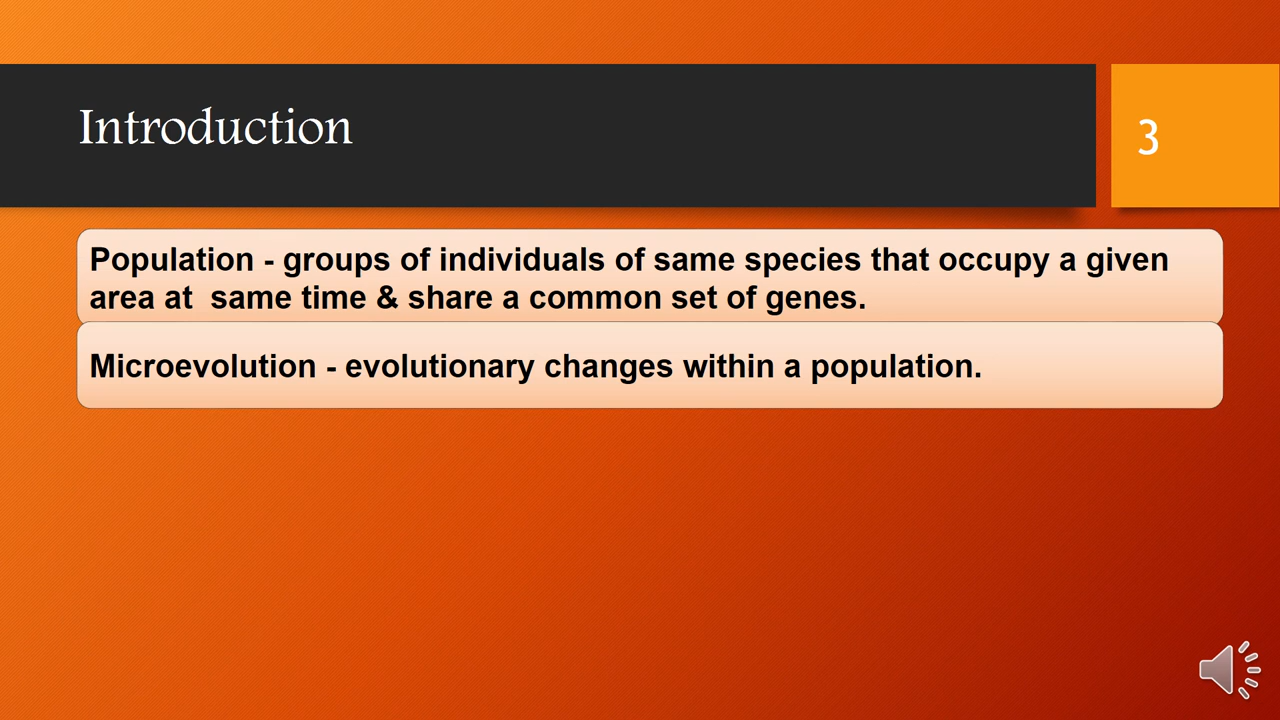 Introduction
3
Population - groups of individuals of same species that occupy a given
area at  same time & share a common set of genes.
Microevolution - evolutionary changes within a population.